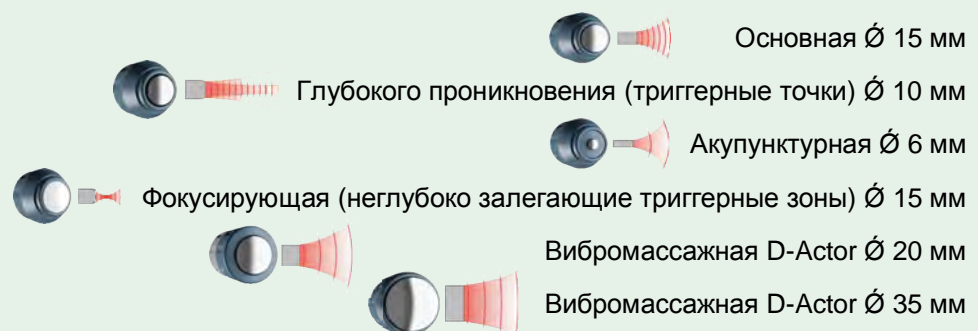 Основная Ǿ 15 мм
Глубокого проникновения (триггерные точки) Ǿ 10 мм
Акупунктурная Ǿ 6 мм
Фокусирующая (неглубоко залегающие триггерные зоны) Ǿ 15 мм
Вибромассажная D-Actor Ǿ 20 мм
Вибромассажная D-Actor Ǿ 35 мм